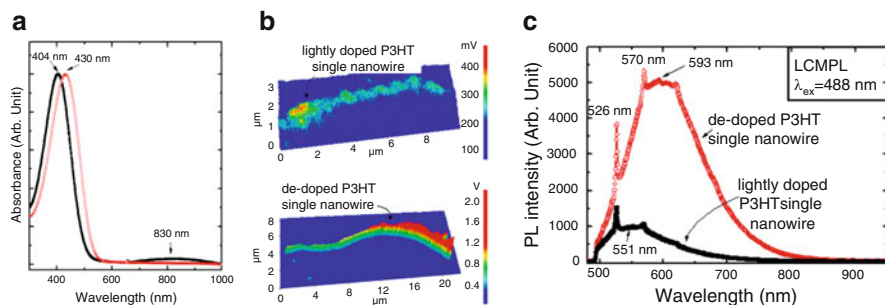 a
404 nm
430 nm
830 nm
Absorbance (Arb. Unit)
400
600
800
1000
Wavelength (nm)
b
mV
400
300
200
100
lightly doped P3HT
single nanowire
3
2
1
0
μm
0
2
4
6
8
μm
V
2.0
1.6
1.2
0.8
0.4
de-doped P3HT
single nanowire
8
6
4
2
0
μm
0
5
10
15
20
μm
c
PL intensity (Arb. Unit)
6000
5000
4000
3000
2000
1000
0
570 nm
593 nm
526 nm
551 nm
LCMPL
λex=488 nm
de-doped P3HT
single nanowire
lightly doped
P3HTsingle
nanowire
500
600
700
800
900
Wavelength (nm)